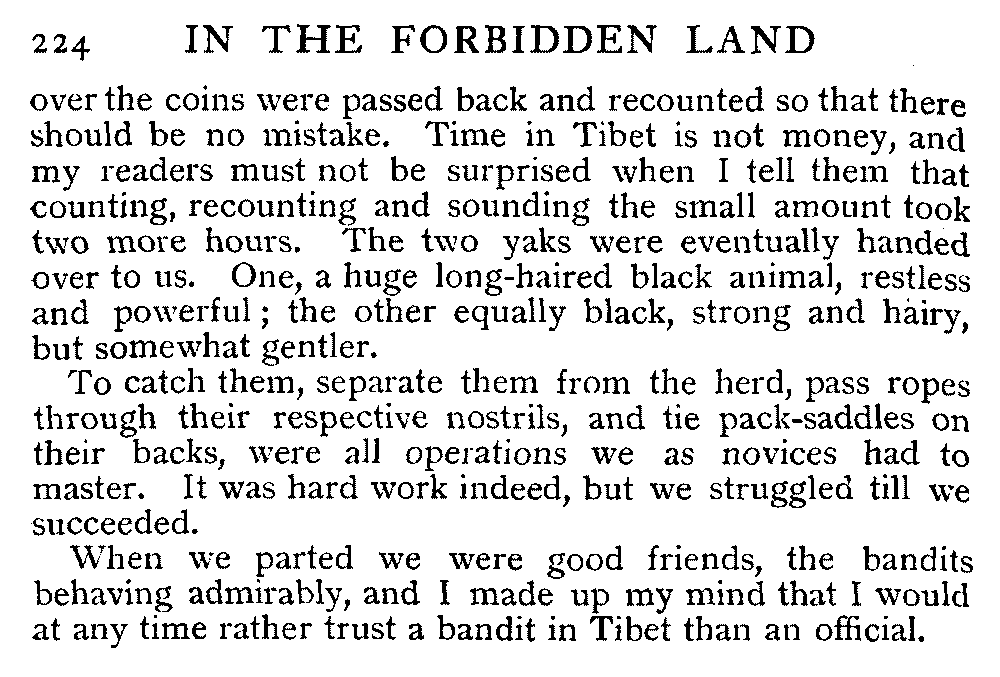 224 IN THE FORBIDDEN LAND
over the coins were passed back and recounted so that there
should be no mistake. Time in Tibet is not money, and
my readers must not be surprised when I tell them that
counting, recounting and sounding the small amount took
two more hours. The two yaks were eventually handed
over to us. One, a huge long-haired black animal, restless
and powerful ; the other equally black, strong and hairy,
but somewhat gentler.
To catch them, separate them from the herd, pass ropes
through their respective nostrils, and tie pack-saddles on
their backs, were all operations we as novices had to
master. It was hard work indeed, but we struggled till we
succeeded.
When we parted we were good friends, the bandits
behaving admirably, and I made up my mind that I would
at any time rather trust a bandit in Tibet than an official.